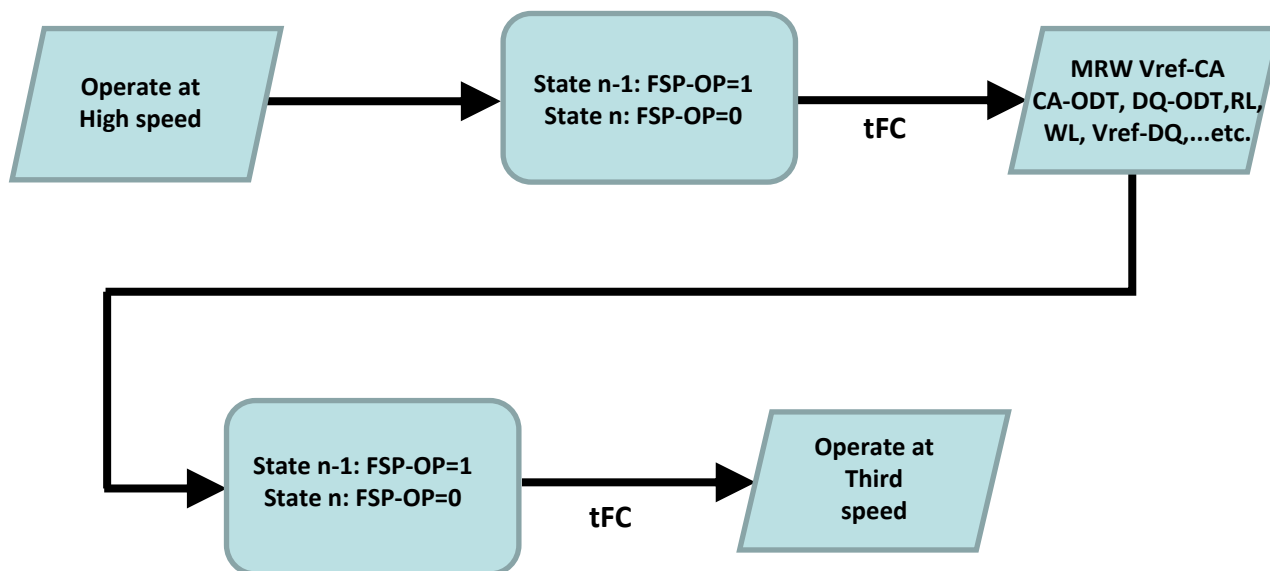 Operate at
High speed
State n-1: FSP-OP=1
State n: FSP-OP=0
tFC
MRW Vref-CA
CA-ODT, DQ-ODT,RL,
WL, Vref-DQ,...etc.
State n-1: FSP-OP=1
State n: FSP-OP=0
tFC
Operate at
Third
speed